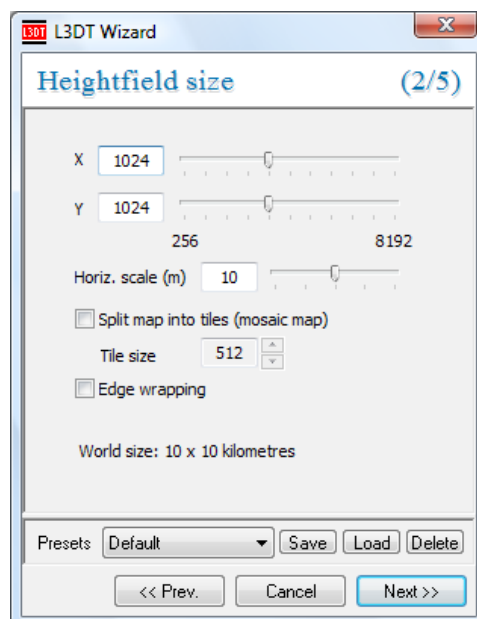 L3DT L3DT Wizard X
Heightfield size (2/5)
X 1024
Y 1024
256 8192
Horiz. scale (m) 10
Split map into tiles (mosaic map)
Tile size 512
Edge wrapping
World size: 10 x 10 kilometres
Presets Default Save Load Delete
<< Prev. Cancel Next >>